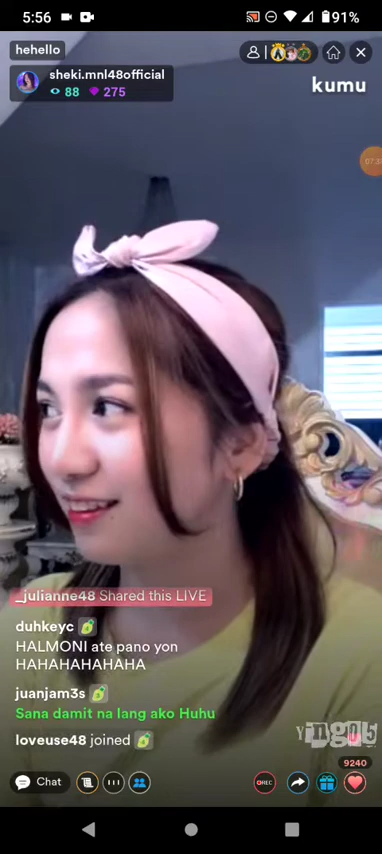 5:56
91%
hehello
sheki.mnl48official
88 275
kumu
_julianne48 Shared this LIVE
duhkeyc
HALMONI ate pano yon
HAHAHAHAHAHA
juanjam3s
Sana damit na lang ako Huhu
loveuse48 joined
9240
Chat
REC